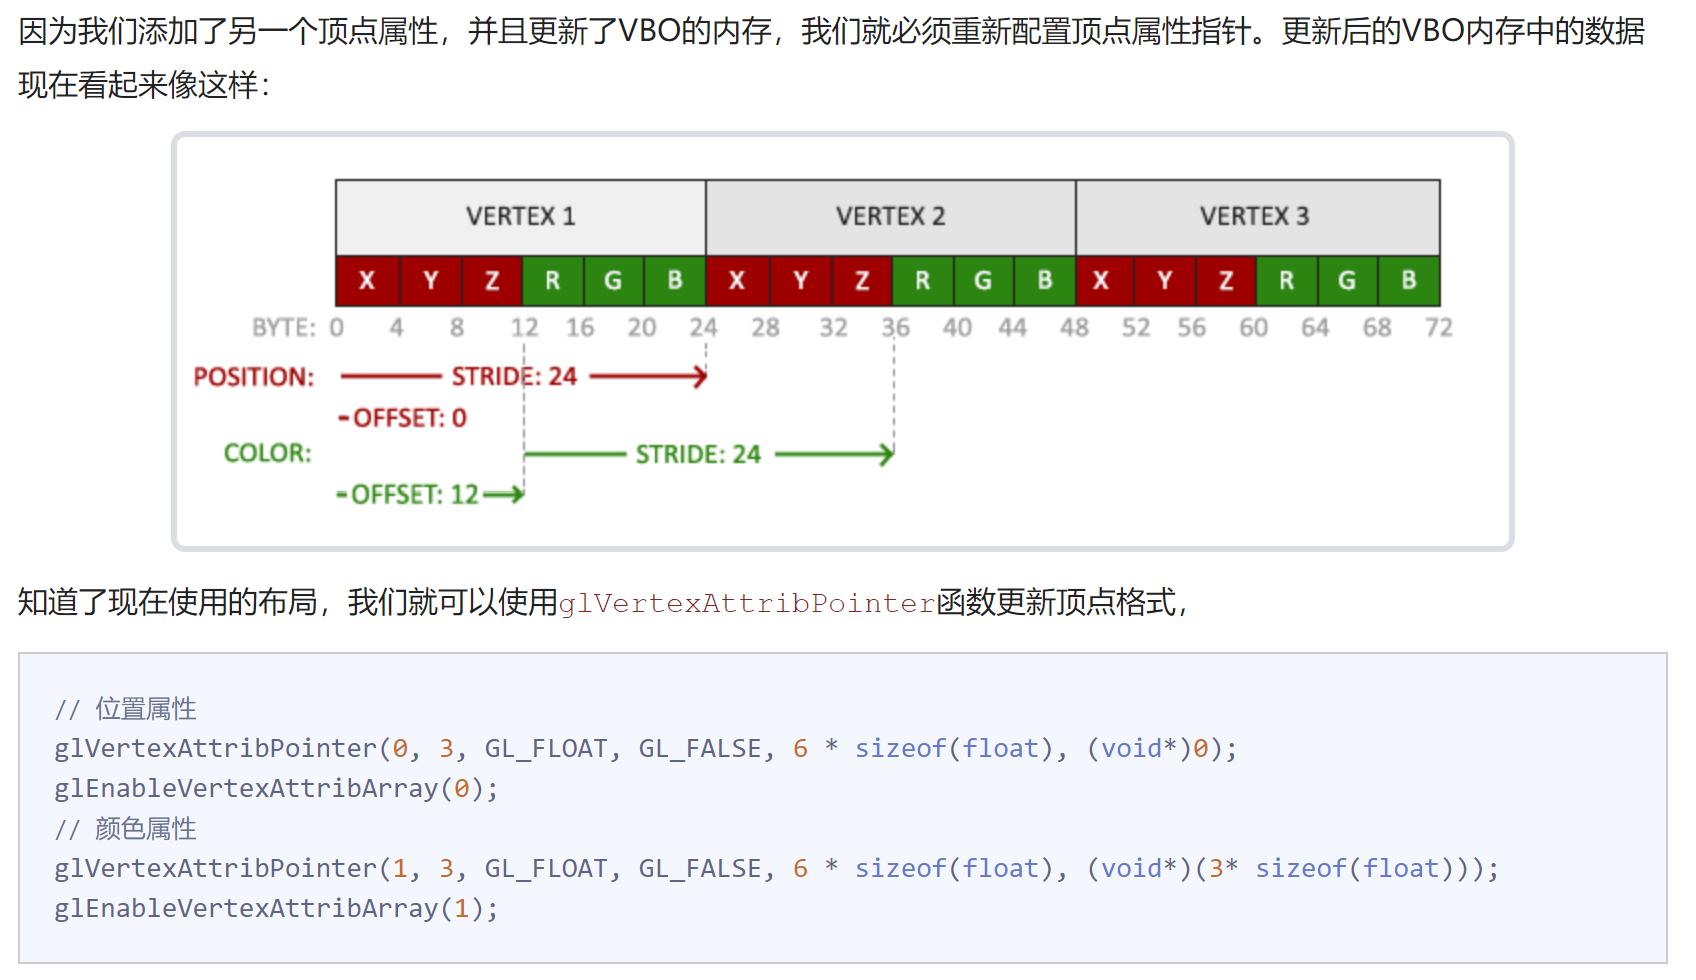 因为我们添加了另一个顶点属性，并且更新了VBO的内存，我们就必须重新配置顶点属性指针。更新后的VBO内存中的数据
现在看起来像这样：
VERTEX 1 VERTEX 2 VERTEX 3
X Y Z R G B X Y Z R G B X Y Z R G B
BYTE: 0 4 8 12 16 20 24 28 32 36 40 44 48 52 56 60 64 68 72
POSITION: STRIDE: 24
-OFFSET: 0
COLOR: STRIDE: 24
-OFFSET: 12
知道了现在使用的布局，我们就可以使用glVertexAttribPointer函数更新顶点格式，
// 位置属性
glVertexAttribPointer(0, 3, GL_FLOAT, GL_FALSE, 6 * sizeof(float), (void*)0);
glEnableVertexAttribArray(0);
// 颜色属性
glVertexAttribPointer(1, 3, GL_FLOAT, GL_FALSE, 6 * sizeof(float), (void*)(3* sizeof(float)));
glEnableVertexAttribArray(1);